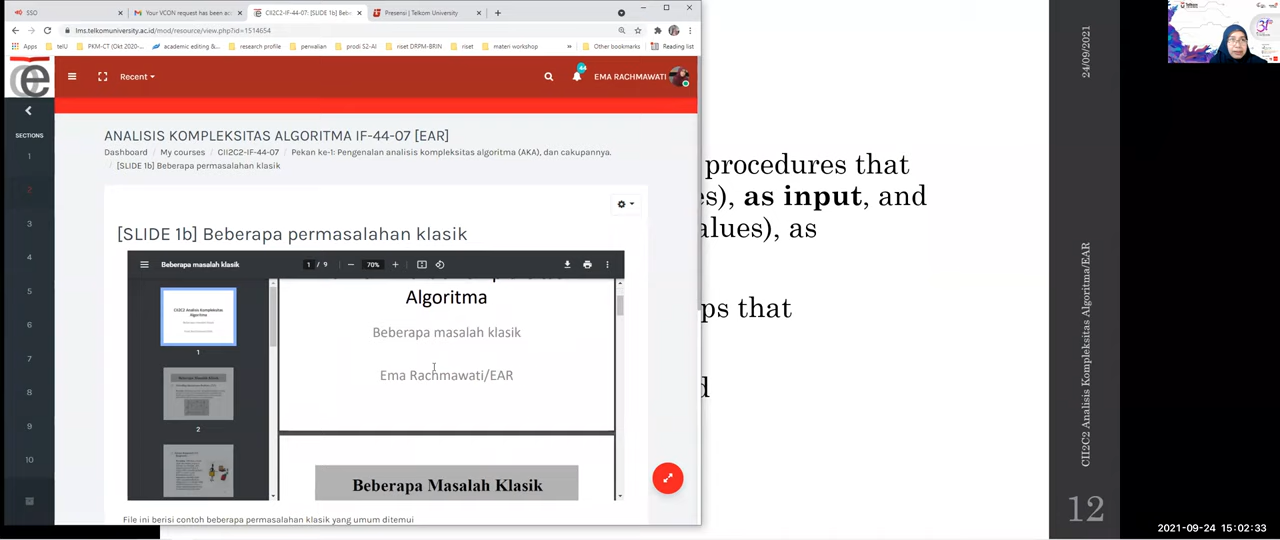 SSO
Your VCON request has been ac
CII2C2-IF-44-07: [SLIDE 1b] Beb
Presensi | Telkom University
lms.telkomuniversity.ac.id/mod/resource/view.php?id=1514654
Apps
telU
PKM-CT (Okt 2020-...
academic editing &...
research profile
perwalian
prodi S2-AI
riset DRPM-BRIN
riset
materi workshop
»
Other bookmarks
Reading list
Recent
44
EMA RACHMAWATI
SECTIONS
1
2
3
4
5
6
7
8
9
10
ANALISIS KOMPLEKSITAS ALGORITMA IF-44-07 [EAR]
Dashboard / My courses / CII2C2-IF-44-07 / Pekan ke-1: Pengenalan analisis kompleksitas algoritma (AKA), dan cakupannya.
/ [SLIDE 1b] Beberapa permasalahan klasik
[SLIDE 1b] Beberapa permasalahan klasik
Beberapa masalah klasik
1 / 9
70%
CII2C2 Analisis Kompleksitas
Algoritma
1
2
Algoritma
Beberapa masalah klasik
Ema Rachmawati/EAR
Beberapa Masalah Klasik
File ini berisi contoh beberapa permasalahan klasik yang umum ditemui
procedures that
es), as input, and
alues), as
ps that
d
24/09/2021
CII2C2 Analisis Kompleksitas Algoritma/EAR
12
2021-09-24 15:02:33